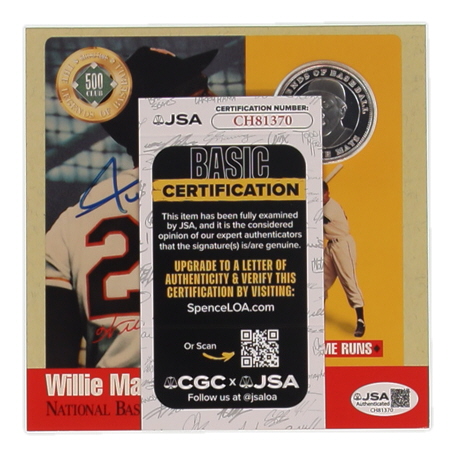 500
CLUB
JSA
CERTIFICATION NUMBER:
CH81370
BASIC
CERTIFICATION
This item has been fully examined
by JSA, and it is the considered
opinion of our expert authenticators
that the signature(s) is/are genuine.
UPGRADE TO A LETTER OF
AUTHENTICITY & VERIFY THIS
CERTIFICATION BY VISITING:
SpenceLOA.com
Or Scan
CGC x JSA
Follow us at @jsaloa
OF BASEBALL
2
ME RUNS
Willie Ma
NATIONAL BAS
JSA
Authenticated
CH81370